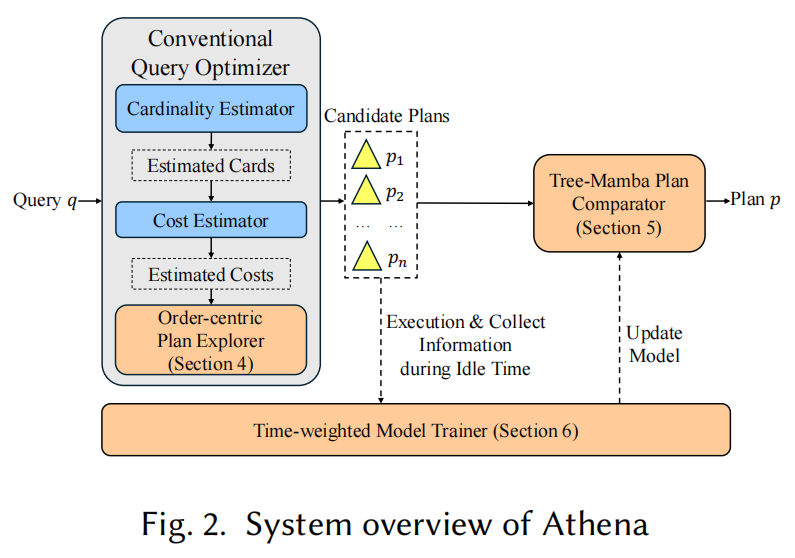 Conventional
Query Optimizer
Cardinality Estimator
Estimated Cards
Query q
Cost Estimator
Estimated Costs
Order-centric
Plan Explorer
(Section 4)
Candidate Plans
p1
p2
... ...
pn
Tree-Mamba Plan
Comparator
(Section 5)
Plan p
Execution & Collect
Information
during Idle Time
Update
Model
Time-weighted Model Trainer (Section 6)
Fig. 2. System overview of Athena